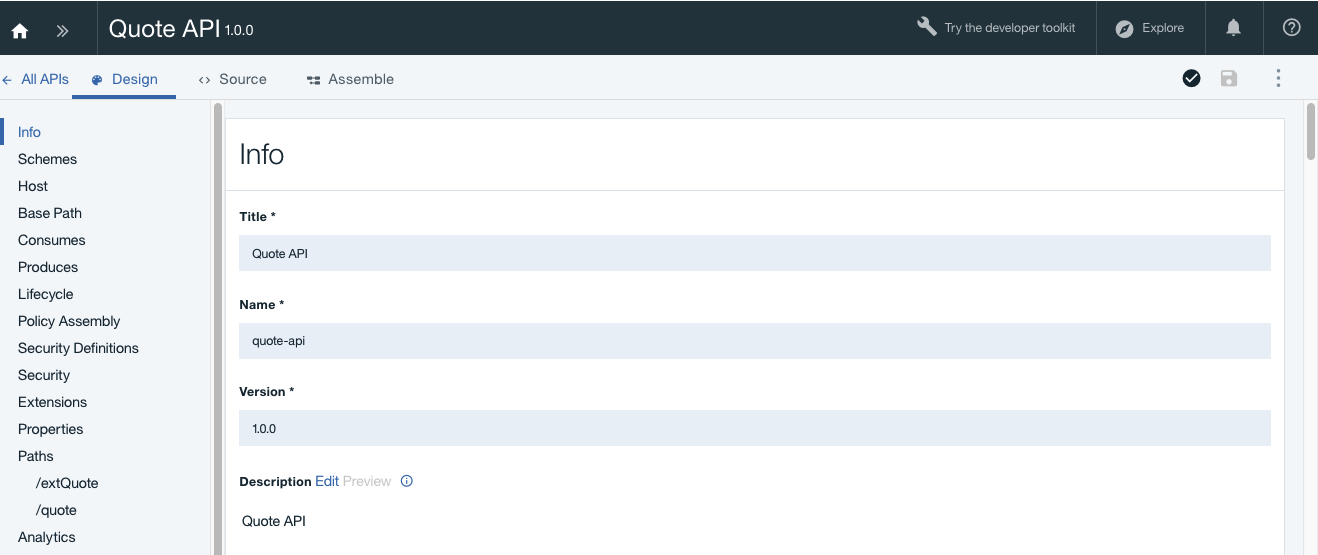 Quote API 1.0.0
Try the developer toolkit
Explore
All APIs
Design
Source
Assemble
Info
Schemes
Host
Base Path
Consumes
Produces
Lifecycle
Policy Assembly
Security Definitions
Security
Extensions
Properties
Paths
/extQuote
/quote
Analytics
Info
Title *
Quote API
Name *
quote-api
Version *
1.0.0
Description Edit Preview
Quote API